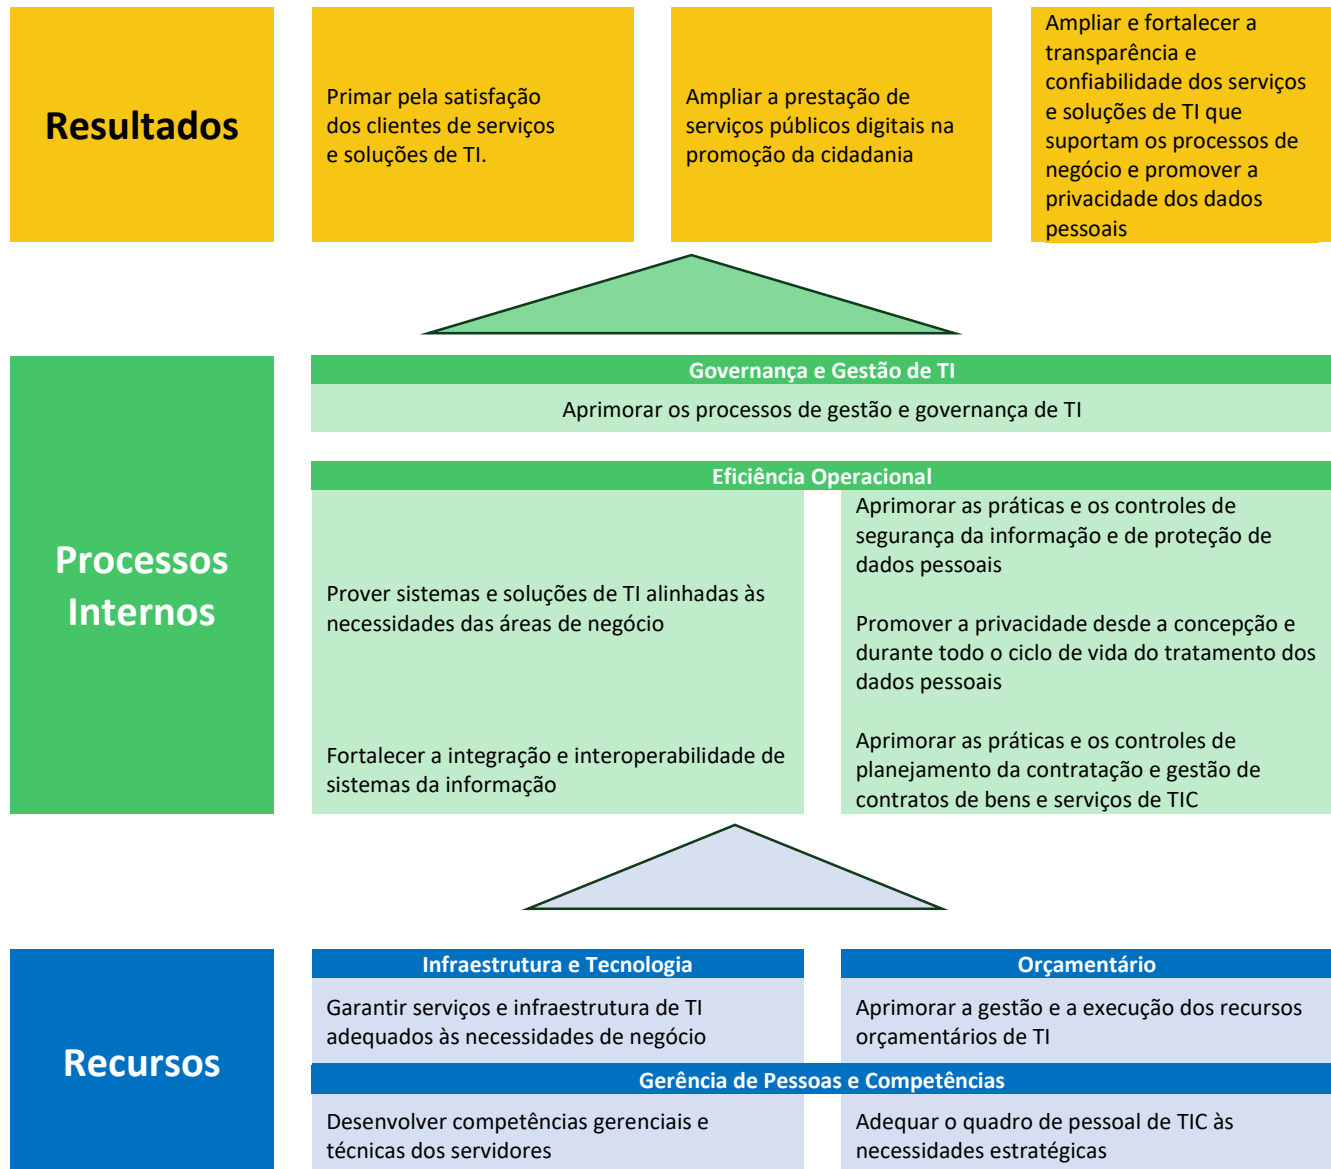 Resultados
Primar pela satisfação
dos clientes de serviços
e soluções de TI.
Ampliar a prestação de
serviços públicos digitais na
promoção da cidadania
Ampliar e fortalecer a
transparência e
confiabilidade dos serviços
e soluções de TI que
suportam os processos de
negócio e promover a
privacidade dos dados
pessoais
Processos
Internos
Governança e Gestão de TI
Aprimorar os processos de gestão e governança de TI
Eficiência Operacional
Prover sistemas e soluções de TI alinhadas às
necessidades das áreas de negócio
Fortalecer a integração e interoperabilidade de
sistemas da informação
Aprimorar as práticas e os controles de
segurança da informação e de proteção de
dados pessoais
Promover a privacidade desde a concepção e
durante todo o ciclo de vida do tratamento dos
dados pessoais
Aprimorar as práticas e os controles de
planejamento da contratação e gestão de
contratos de bens e serviços de TIC
Recursos
Infraestrutura e Tecnologia
Garantir serviços e infraestrutura de TI
adequados às necessidades de negócio
Orçamentário
Aprimorar a gestão e a execução dos recursos
orçamentários de TI
Gerência de Pessoas e Competências
Desenvolver competências gerenciais e
técnicas dos servidores
Adequar o quadro de pessoal de TIC às
necessidades estratégicas